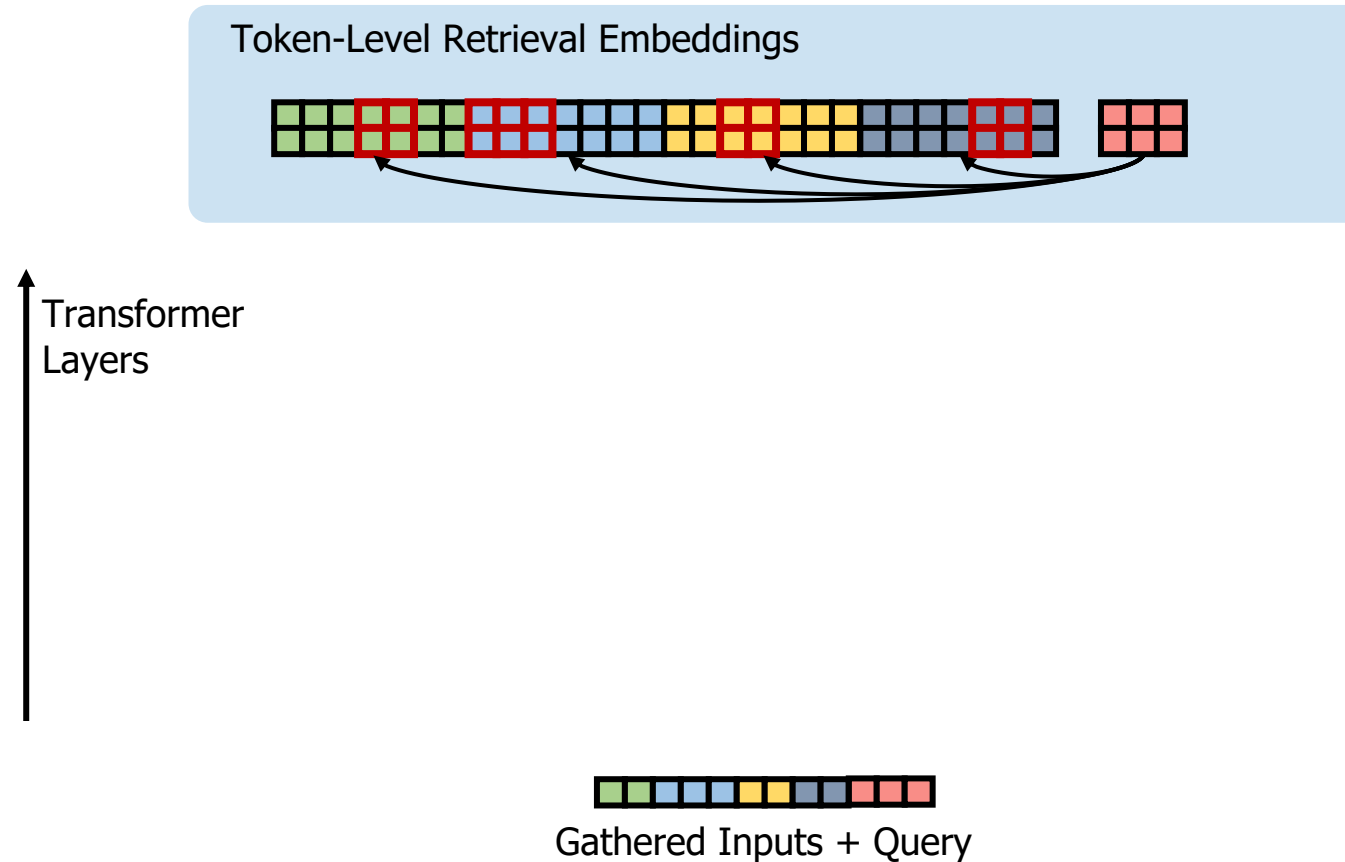 Token-Level Retrieval Embeddings
Transformer
Layers
Gathered Inputs + Query